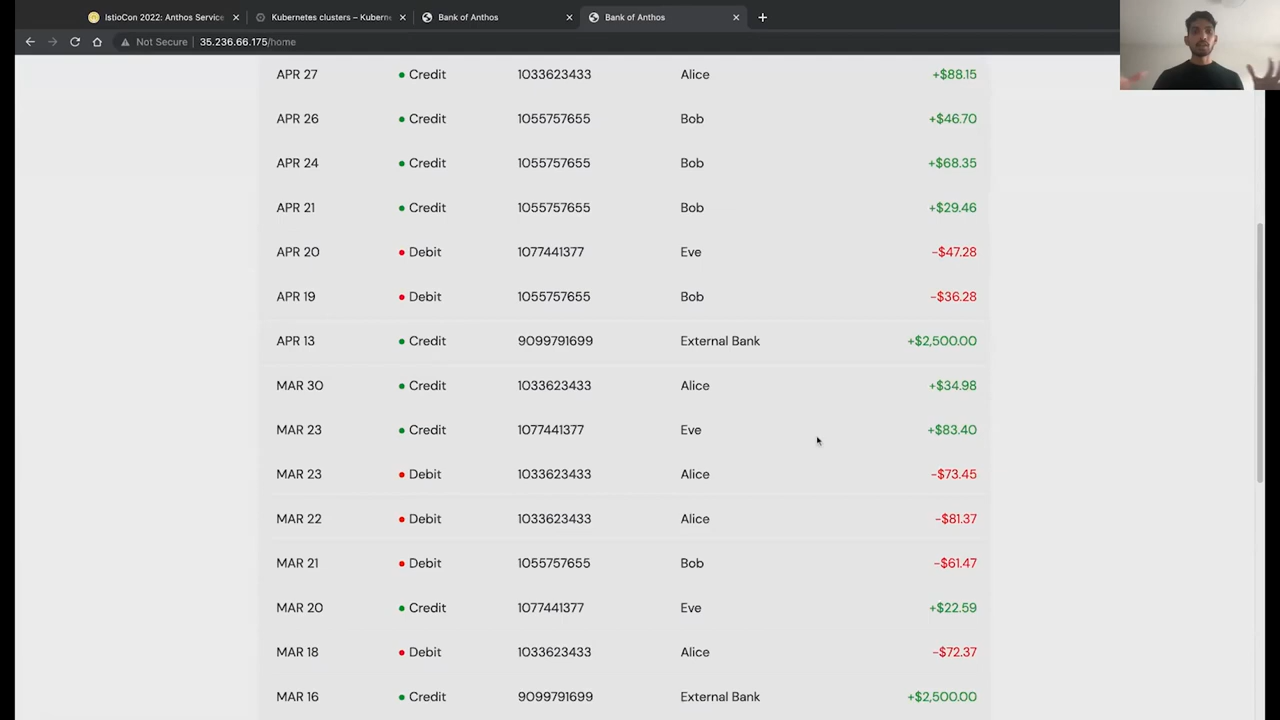 IstioCon 2022: Anthos Service
Kubernetes clusters – Kubern
Bank of Anthos
Bank of Anthos
Not Secure
35.236.66.175/home
APR 27 Credit 1033623433 Alice +$88.15
APR 26 Credit 1055757655 Bob +$46.70
APR 24 Credit 1055757655 Bob +$68.35
APR 21 Credit 1055757655 Bob +$29.46
APR 20 Debit 1077441377 Eve -$47.28
APR 19 Debit 1055757655 Bob -$36.28
APR 13 Credit 9099791699 External Bank +$2,500.00
MAR 30 Credit 1033623433 Alice +$34.98
MAR 23 Credit 1077441377 Eve +$83.40
MAR 23 Debit 1033623433 Alice -$73.45
MAR 22 Debit 1033623433 Alice -$81.37
MAR 21 Debit 1055757655 Bob -$61.47
MAR 20 Credit 1077441377 Eve +$22.59
MAR 18 Debit 1033623433 Alice -$72.37
MAR 16 Credit 9099791699 External Bank +$2,500.00